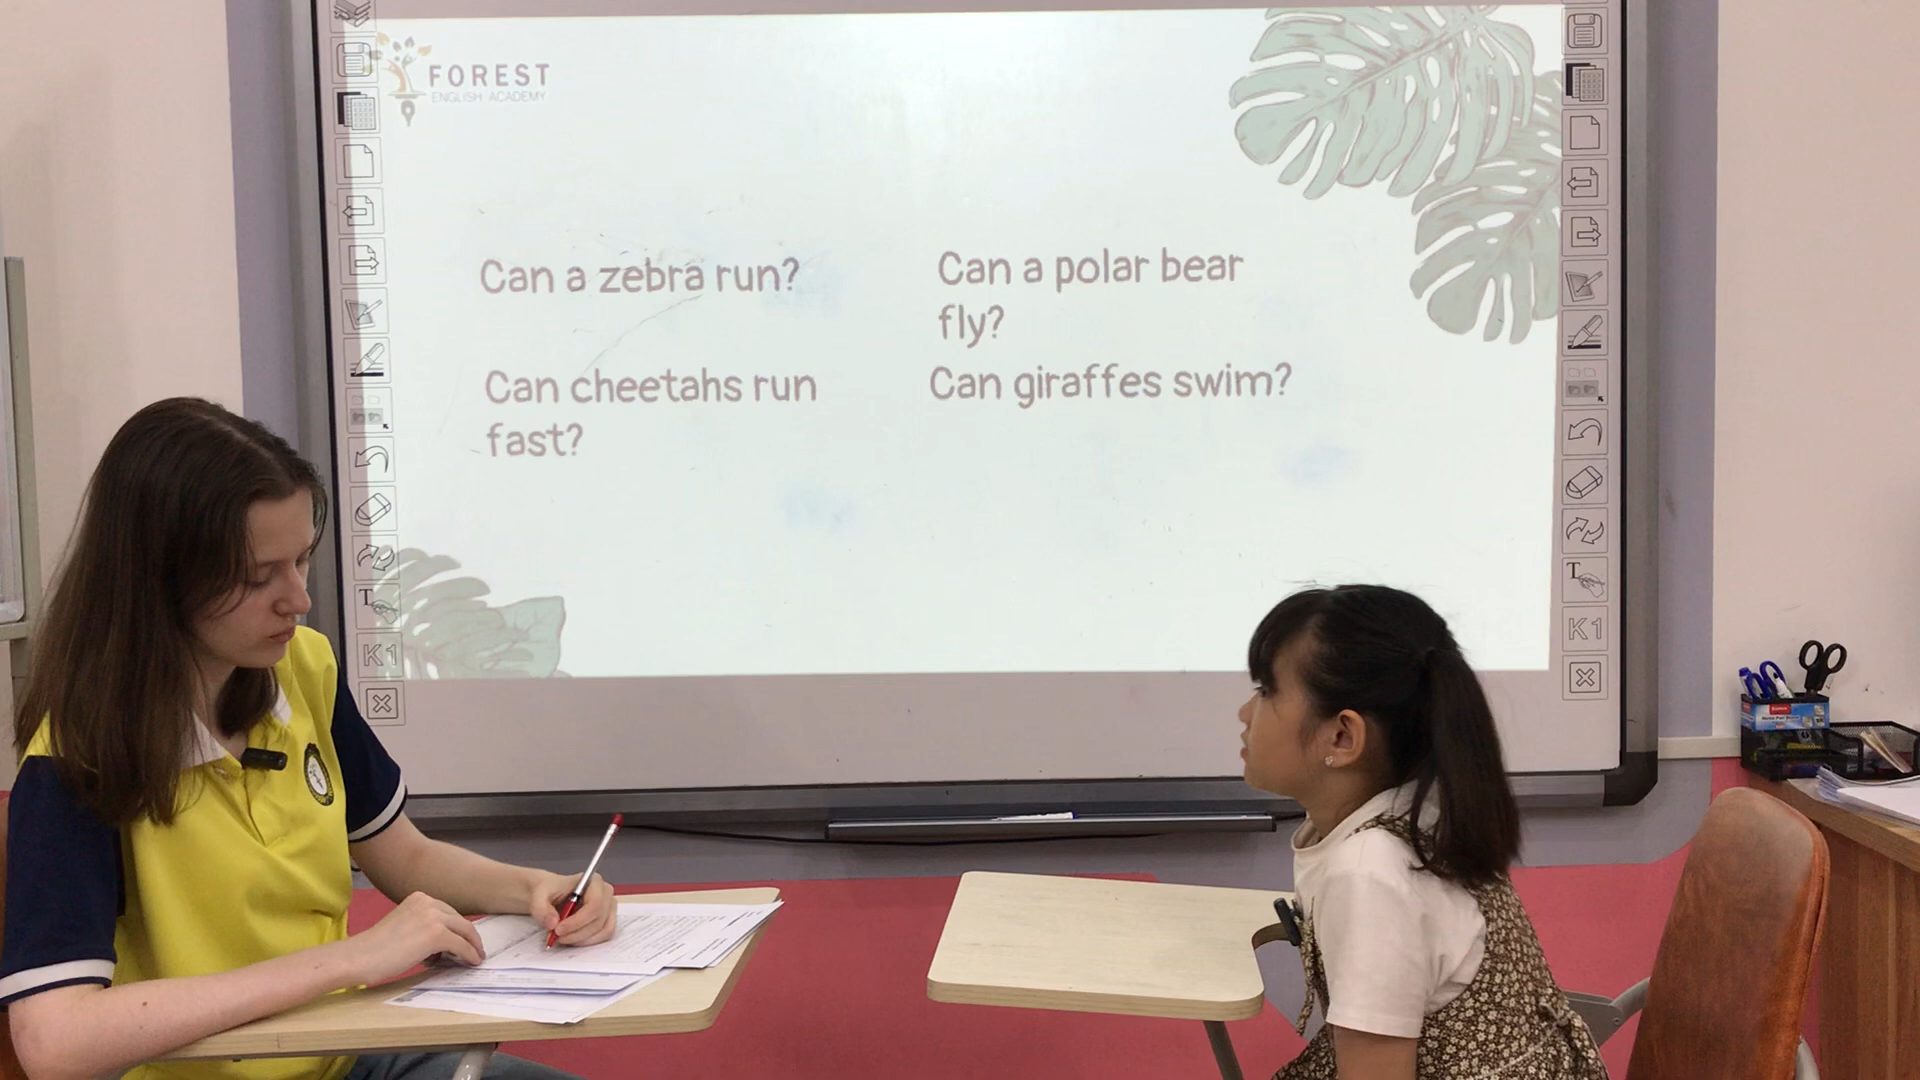 FOREST
ENGLISH ACADEMY
Can a zebra run?
Can cheetahs run
fast?
Can a polar bear
fly?
Can giraffes swim?
T
K1
T
K1